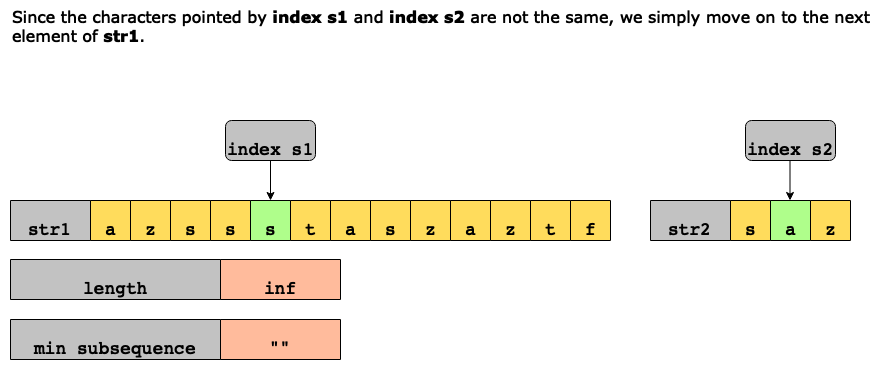 Since the characters pointed by index s1 and index s2 are not the same, we simply move on to the next
element of str1.
index s1
index s2
str1 a z s s s t a s z a z t f
str2 s a z
length inf
min subsequence ""